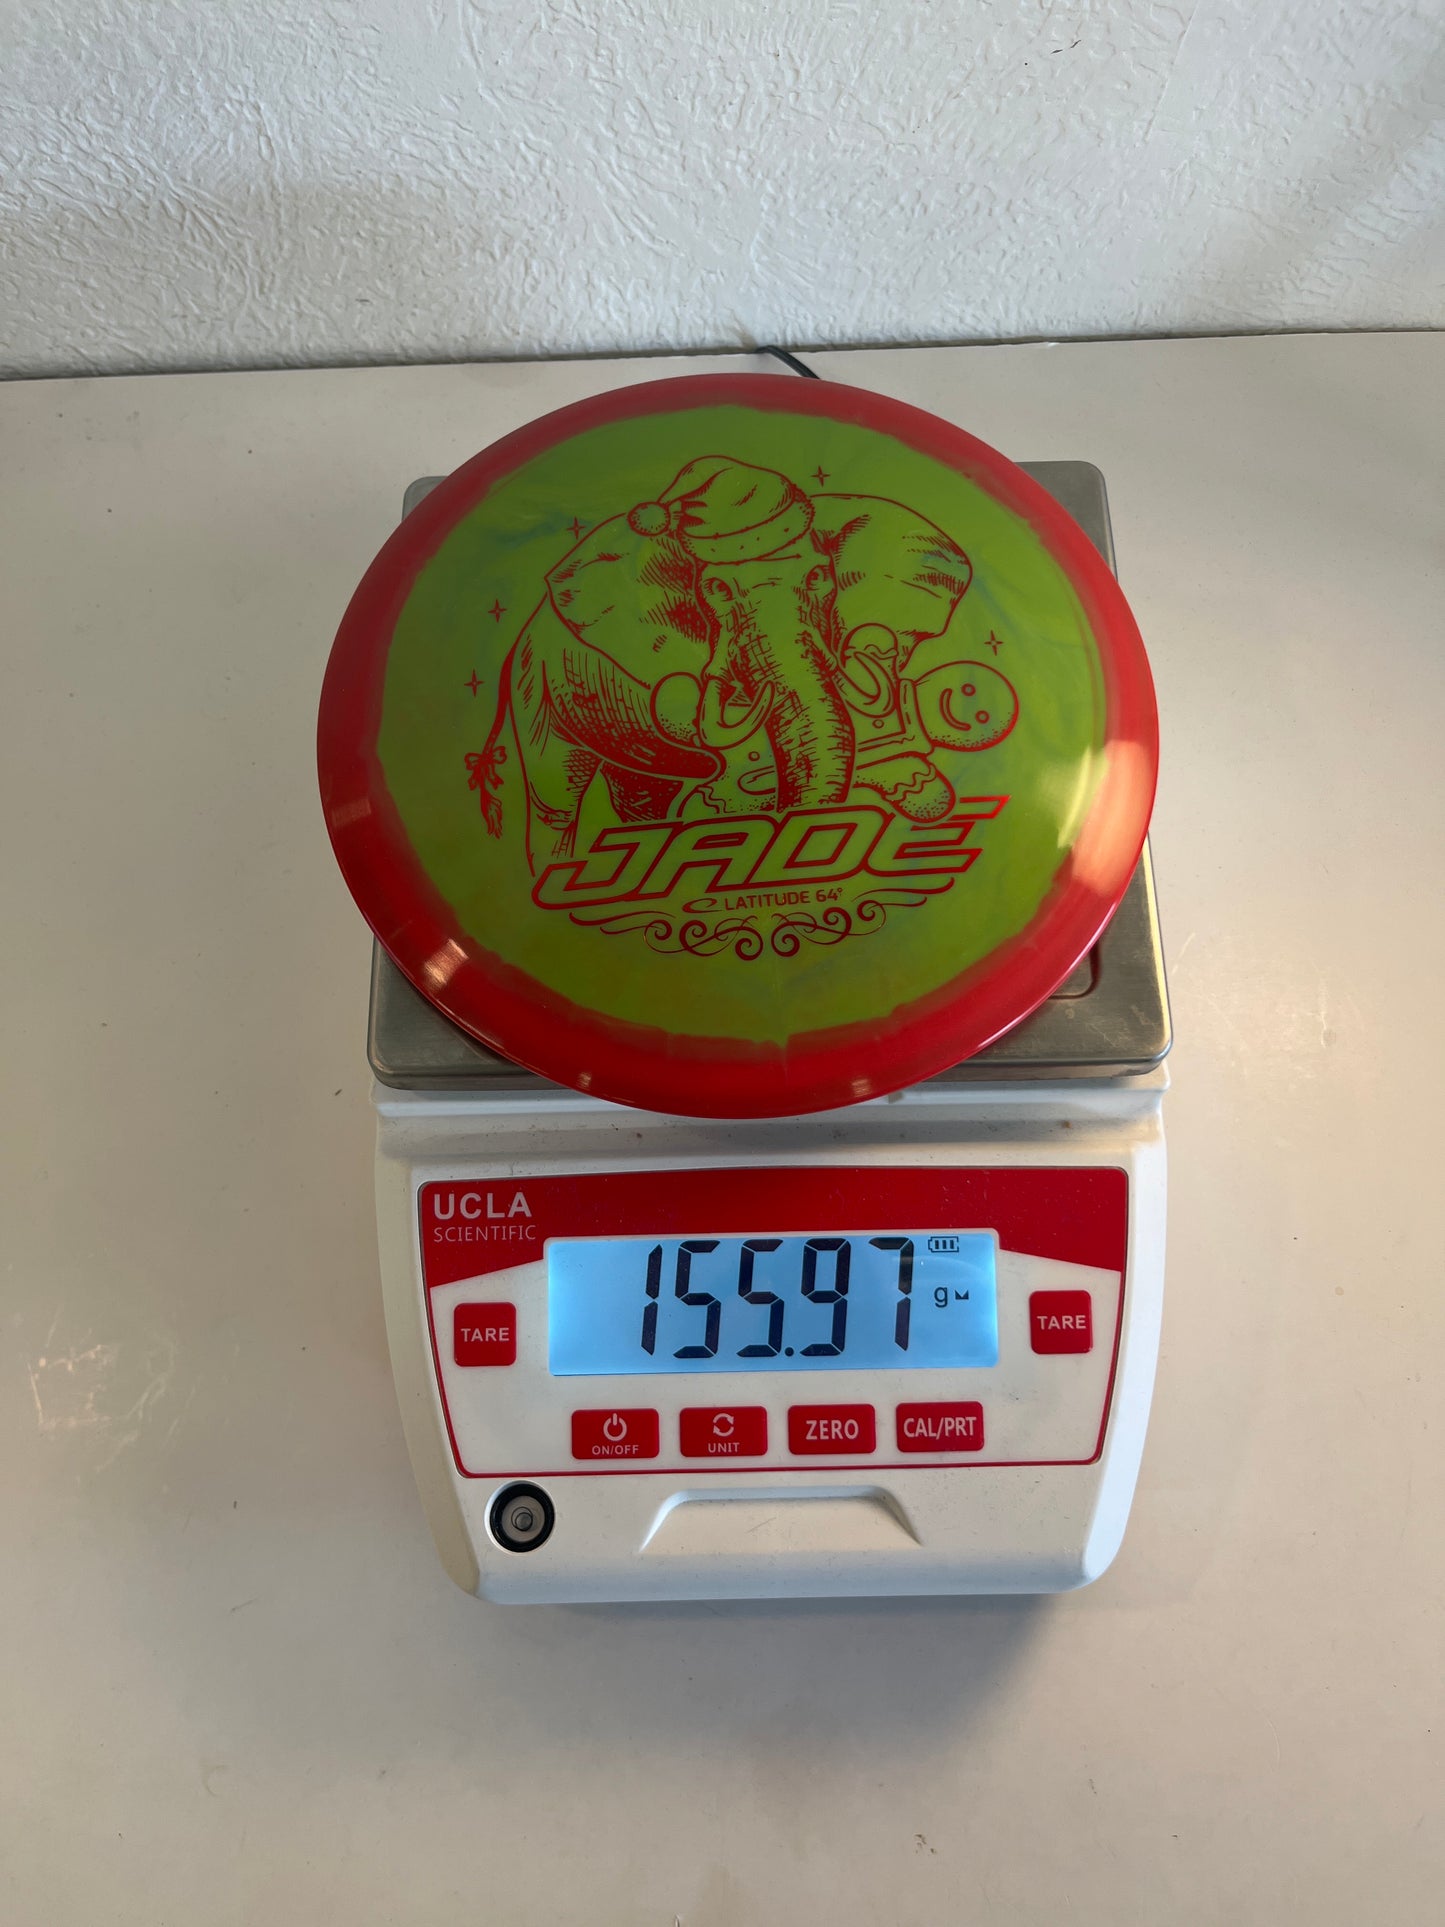 JADE
LATITUDE 64°
UCLA
SCIENTIFIC
155.97 g
TARE
TARE
ON/OFF
UNIT
ZERO
CAL/PRT